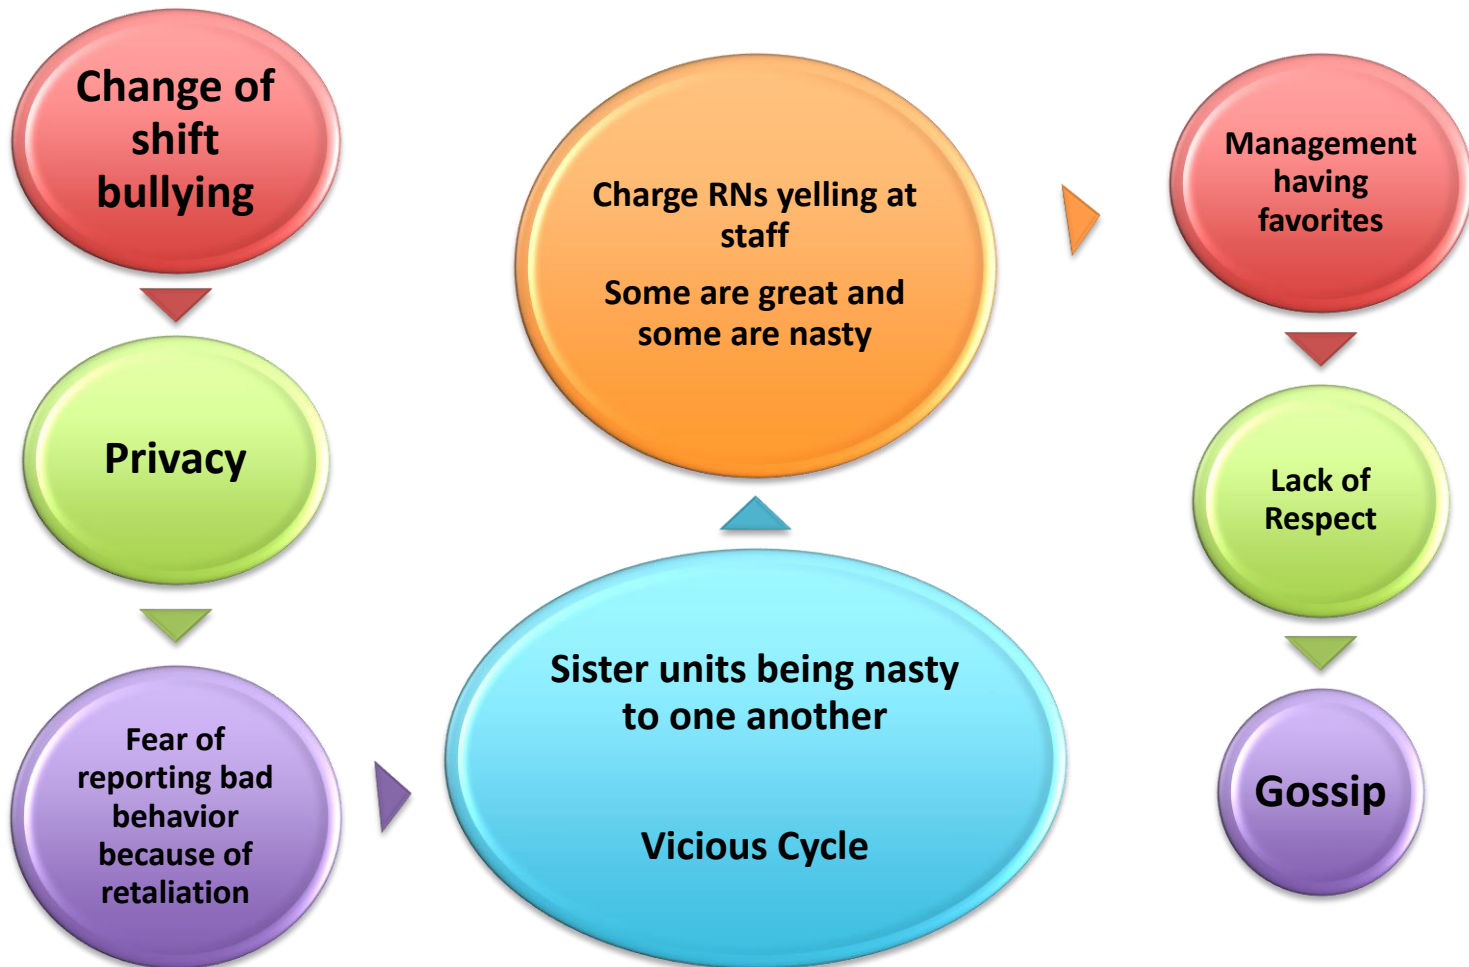 Change of
shift
bullying
Privacy
Fear of
reporting bad
behavior
because of
retaliation
Sister units being nasty
to one another
Vicious Cycle
Charge RNs yelling at
staff
Some are great and
some are nasty
Management
having
favorites
Lack of
Respect
Gossip